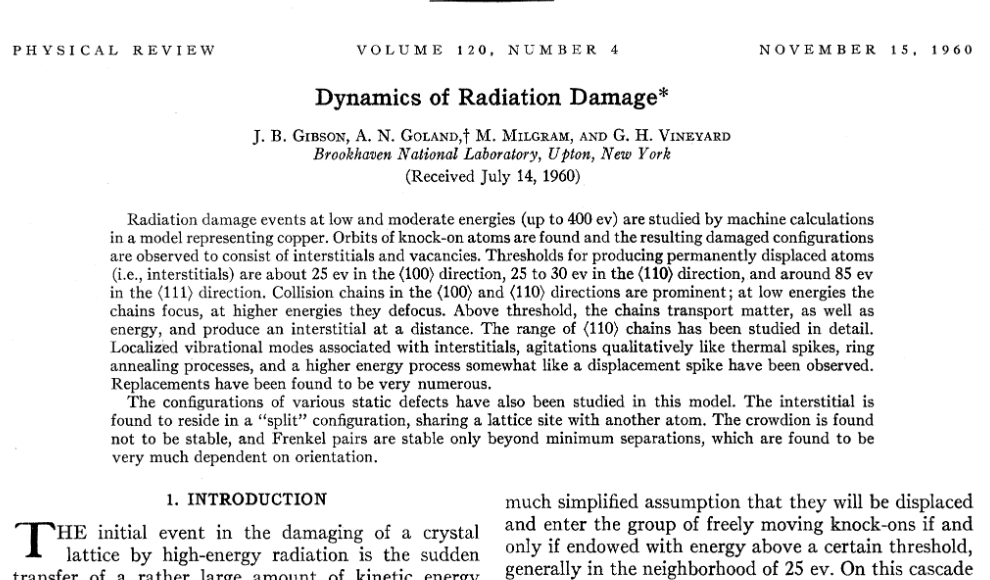 PHYSICAL REVIEW VOLUME 120, NUMBER 4 NOVEMBER 15, 1960
Dynamics of Radiation Damage*
J. B. GIBSON, A. N. GOLAND,† M. MILGRAM, AND G. H. VINEYARD
Brookhaven National Laboratory, Upton, New York
(Received July 14, 1960)
Radiation damage events at low and moderate energies (up to 400 ev) are studied by machine calculations
in a model representing copper. Orbits of knock-on atoms are found and the resulting damaged configurations
are observed to consist of interstitials and vacancies. Thresholds for producing permanently displaced atoms
(i.e., interstitials) are about 25 ev in the ⟨100⟩ direction, 25 to 30 ev in the ⟨110⟩ direction, and around 85 ev
in the ⟨111⟩ direction. Collision chains in the ⟨100⟩ and ⟨110⟩ directions are prominent; at low energies the
chains focus, at higher energies they defocus. Above threshold, the chains transport matter, as well as
energy, and produce an interstitial at a distance. The range of ⟨110⟩ chains has been studied in detail.
Localized vibrational modes associated with interstitials, agitations qualitatively like thermal spikes, ring
annealing processes, and a higher energy process somewhat like a displacement spike have been observed.
Replacements have been found to be very numerous.
The configurations of various static defects have also been studied in this model. The interstitial is
found to reside in a “split” configuration, sharing a lattice site with another atom. The crowdion is found
not to be stable, and Frenkel pairs are stable only beyond minimum separations, which are found to be
very much dependent on orientation.
1. INTRODUCTION
THE initial event in the damaging of a crystal
lattice by high-energy radiation is the sudden
transfer of a rather large amount of kinetic energy
much simplified assumption that they will be displaced
and enter the group of freely moving knock-ons if and
only if endowed with energy above a certain threshold,
generally in the neighborhood of 25 ev. On this cascade